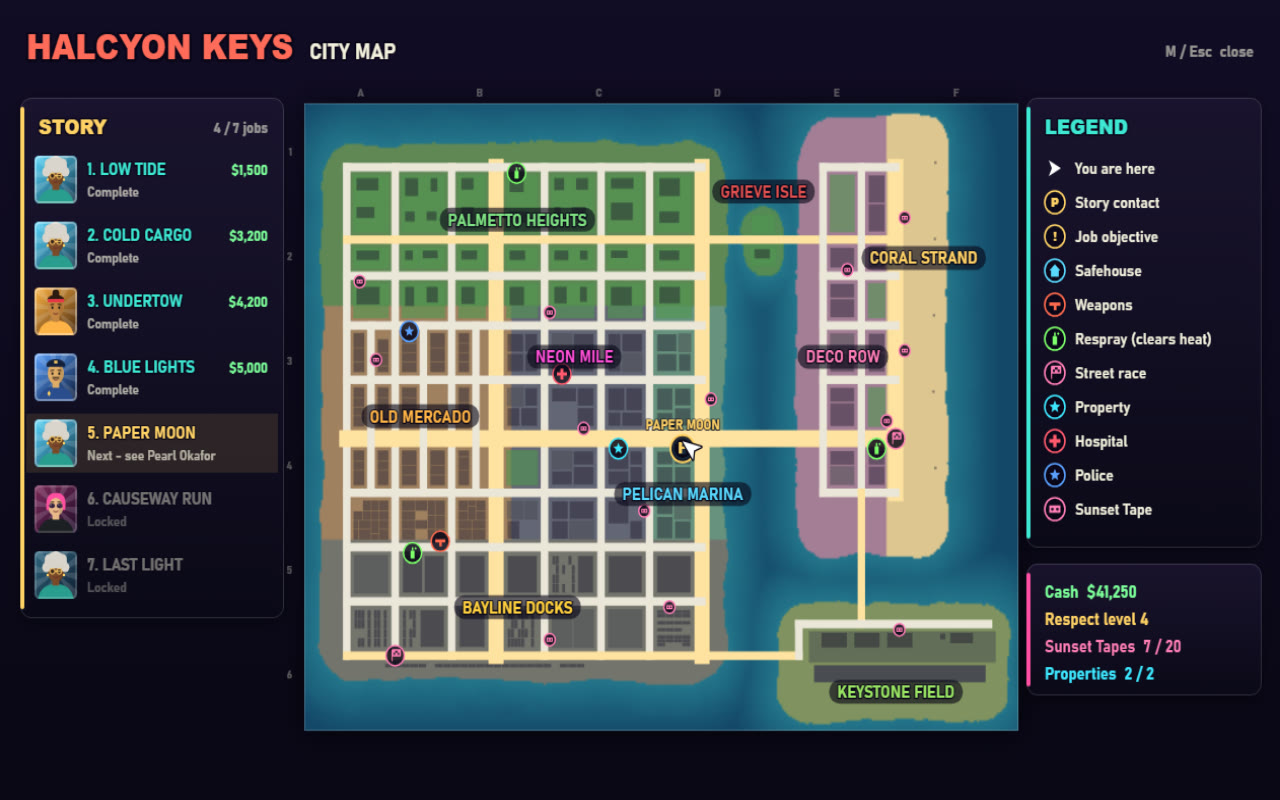 HALCYON KEYS CITY MAP
M / Esc close
STORY
4 / 7 jobs
1. LOW TIDE
$1,500
Complete
2. COLD CARGO
$3,200
Complete
3. UNDERTOW
$4,200
Complete
4. BLUE LIGHTS
$5,000
Complete
5. PAPER MOON
Next - see Pearl Okafor
6. CAUSEWAY RUN
Locked
7. LAST LIGHT
Locked
A B C D E F
1
2
3
4
5
6
GRIEVE ISLE
PALMETTO HEIGHTS
CORAL STRAND
NEON MILE
DECO ROW
OLD MERCADO
PAPER MOON
P
PELICAN MARINA
BAYLINE DOCKS
KEYSTONE FIELD
LEGEND
You are here
P Story contact
! Job objective
Safehouse
Weapons
Respray (clears heat)
Street race
Property
Hospital
Police
Sunset Tape
Cash $41,250
Respect level 4
Sunset Tapes 7 / 20
Properties 2 / 2